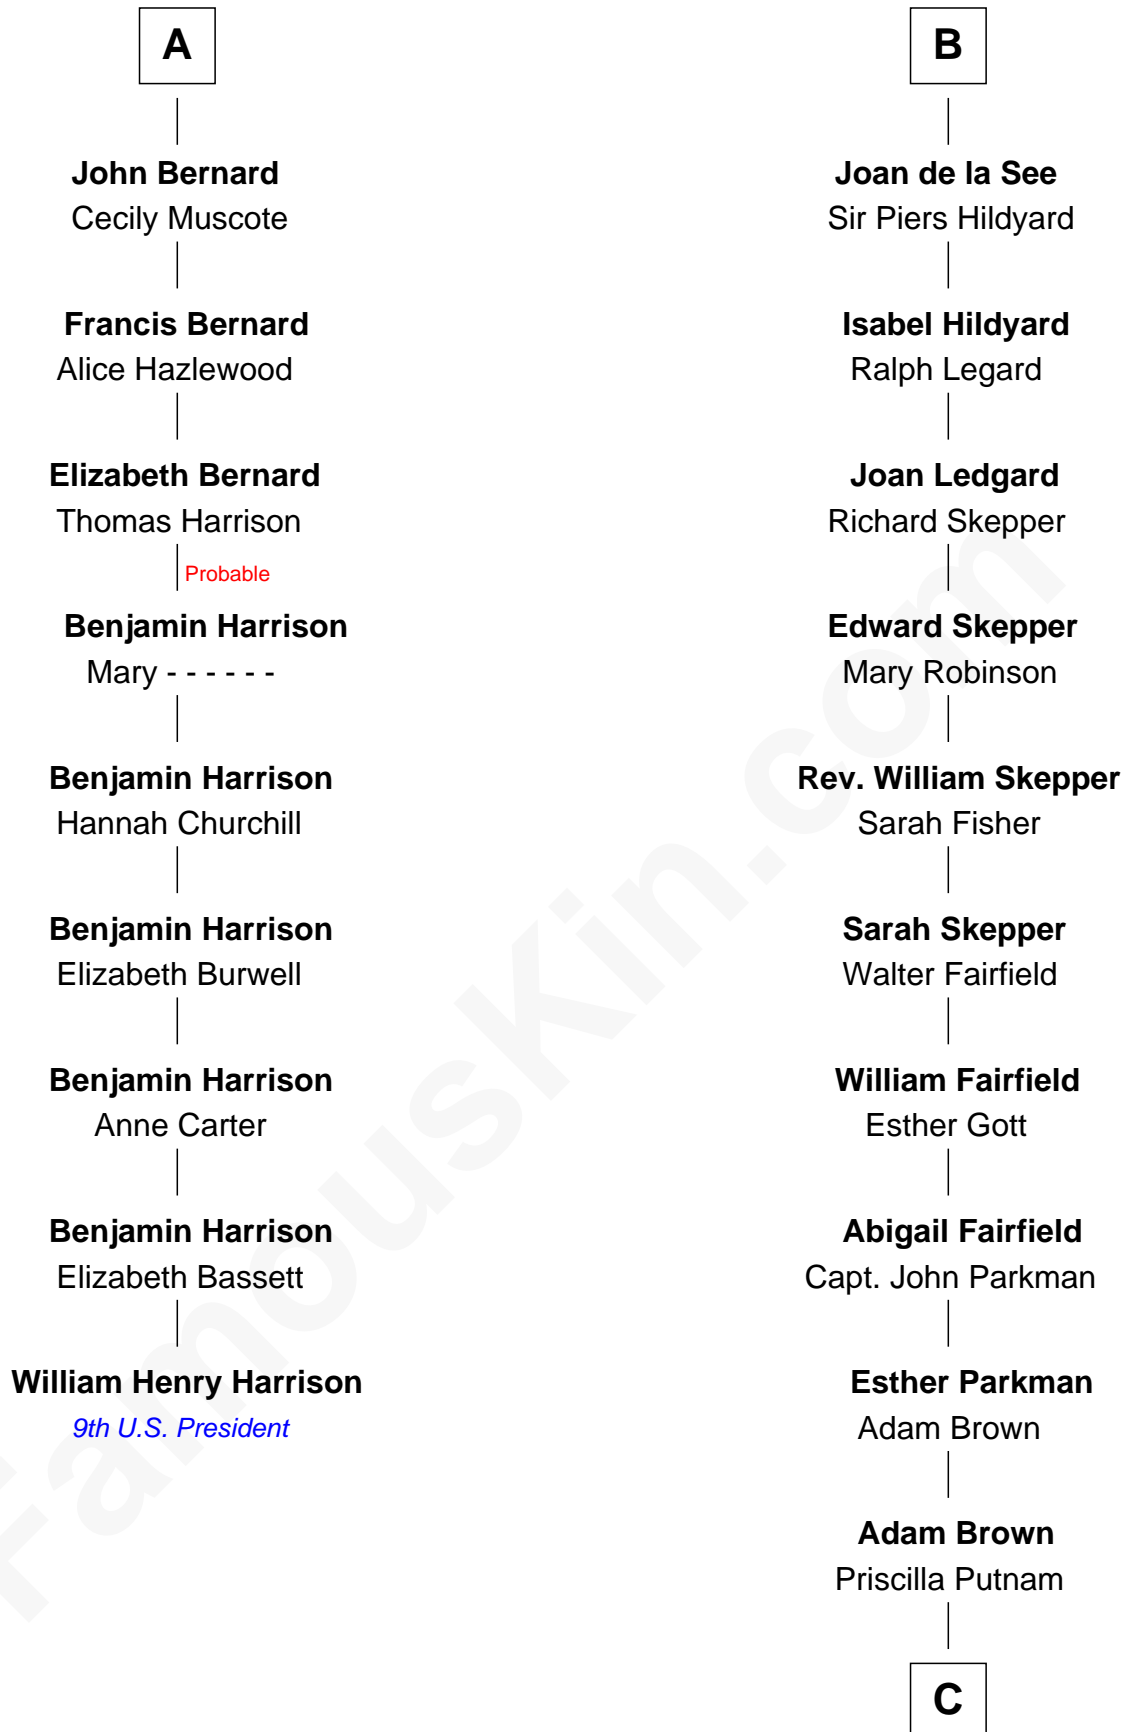 A
John Bernard
Cecily Muscote
Francis Bernard
Alice Hazlewood
Elizabeth Bernard
Thomas Harrison
Probable
Benjamin Harrison
Mary - - - - - -
Benjamin Harrison
Hannah Churchill
Benjamin Harrison
Elizabeth Burwell
Benjamin Harrison
Anne Carter
Benjamin Harrison
Elizabeth Bassett
William Henry Harrison
9th U.S. President
B
Joan de la See
Sir Piers Hildyard
Isabel Hildyard
Ralph Legard
Joan Ledgard
Richard Skepper
Edward Skepper
Mary Robinson
Rev. William Skepper
Sarah Fisher
Sarah Skepper
Walter Fairfield
William Fairfield
Esther Gott
Abigail Fairfield
Capt. John Parkman
Esther Parkman
Adam Brown
Adam Brown
Priscilla Putnam
C
FamousKin.com